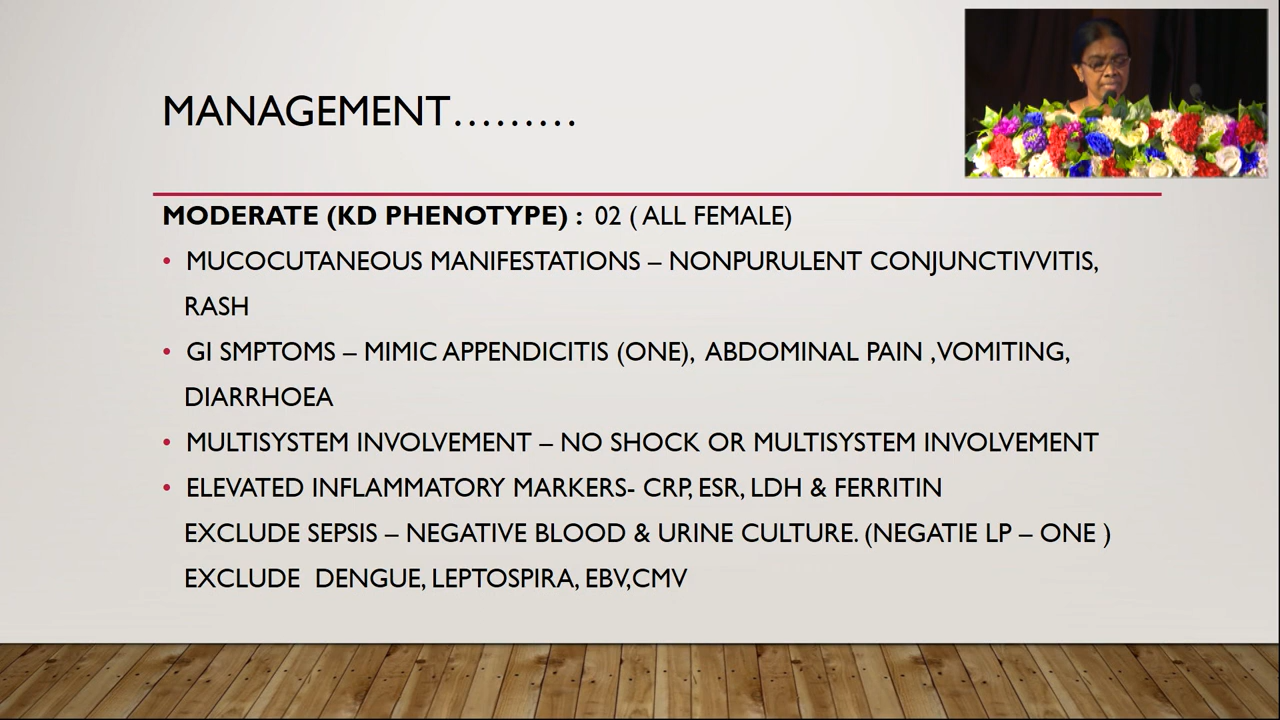 MANAGEMENT………
MODERATE (KD PHENOTYPE) : 02 ( ALL FEMALE)
• MUCOCUTANEOUS MANIFESTATIONS – NONPURULENT CONJUNCTIVVITIS,
RASH
• GI SMPTOMS – MIMIC APPENDICITIS (ONE), ABDOMINAL PAIN ,VOMITING,
DIARRHOEA
• MULTISYSTEM INVOLVEMENT – NO SHOCK OR MULTISYSTEM INVOLVEMENT
• ELEVATED INFLAMMATORY MARKERS- CRP, ESR, LDH & FERRITIN
EXCLUDE SEPSIS – NEGATIVE BLOOD & URINE CULTURE. (NEGATIE LP – ONE )
EXCLUDE DENGUE, LEPTOSPIRA, EBV,CMV